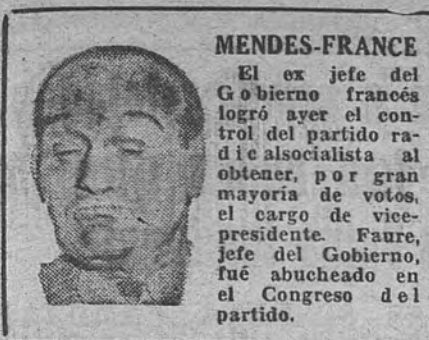 MENDES-FRANCE
El ex jefe del
Gobierno francés
logró ayer el con-
trol del partido ra-
dicalsocialista al
obtener, por gran
mayoría de votos,
el cargo de vice-
presidente. Faure,
jefe del Gobierno,
fué abucheado en
el Congreso del
partido.